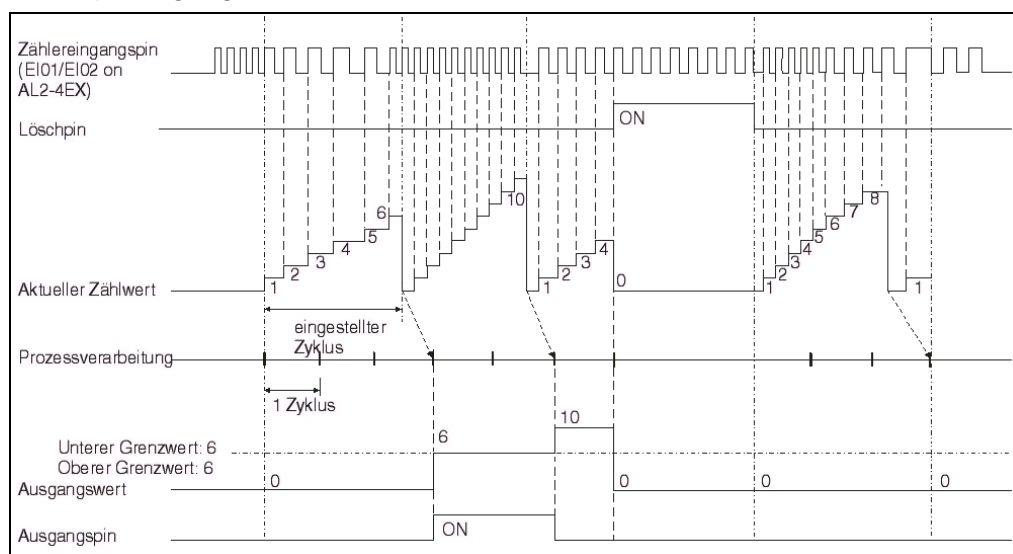 Zählereingangspin
(EI01/EI02 on
AL2-4EX)
Löschpin
ON
1
2
3
4
5
6
10
1
2
3
4
0
1
2
3
4
5
6
7
8
1
Aktueller Zählwert
eingestellter
Zyklus
Prozessverarbeitung
1 Zyklus
10
6
Unterer Grenzwert: 6
Oberer Grenzwert: 6
0
0
0
0
Ausgangswert
ON
Ausgangspin